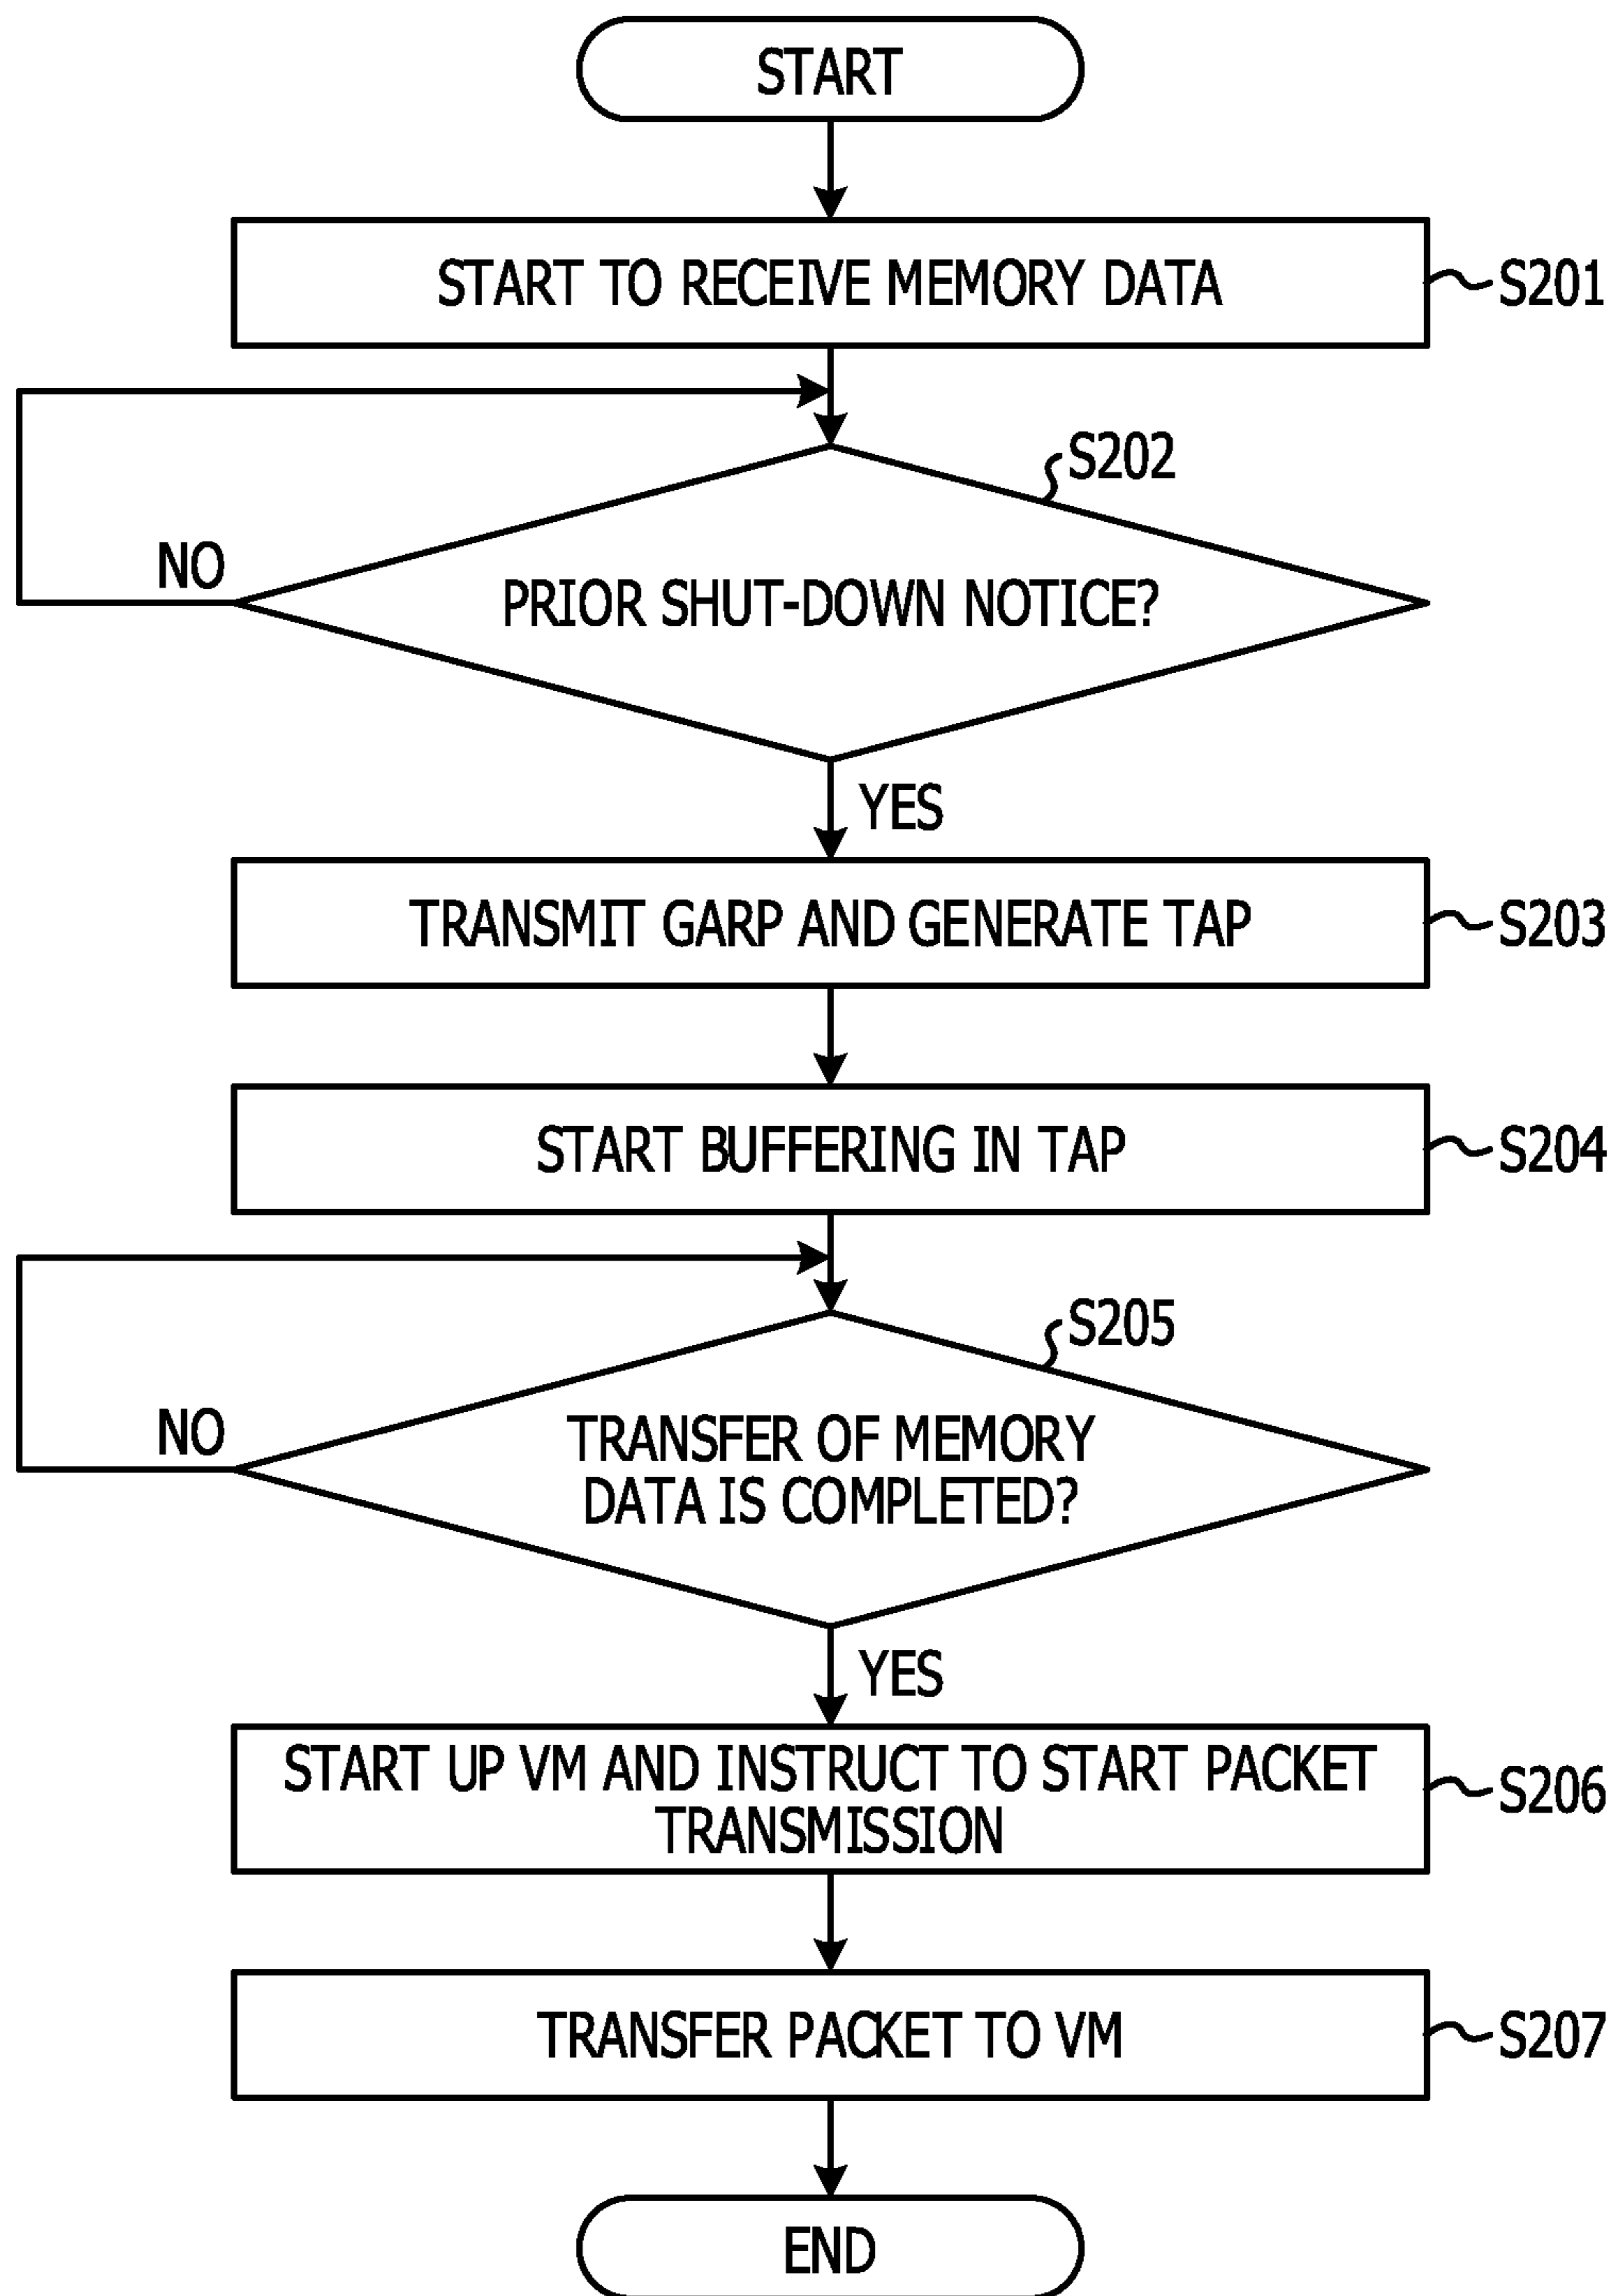 START
START TO RECEIVE MEMORY DATA
S201
S202
NO
PRIOR SHUT-DOWN NOTICE?
YES
TRANSMIT GARP AND GENERATE TAP
S203
START BUFFERING IN TAP
S204
S205
NO
TRANSFER OF MEMORY
DATA IS COMPLETED?
YES
START UP VM AND INSTRUCT TO START PACKET
TRANSMISSION
S206
TRANSFER PACKET TO VM
S207
END